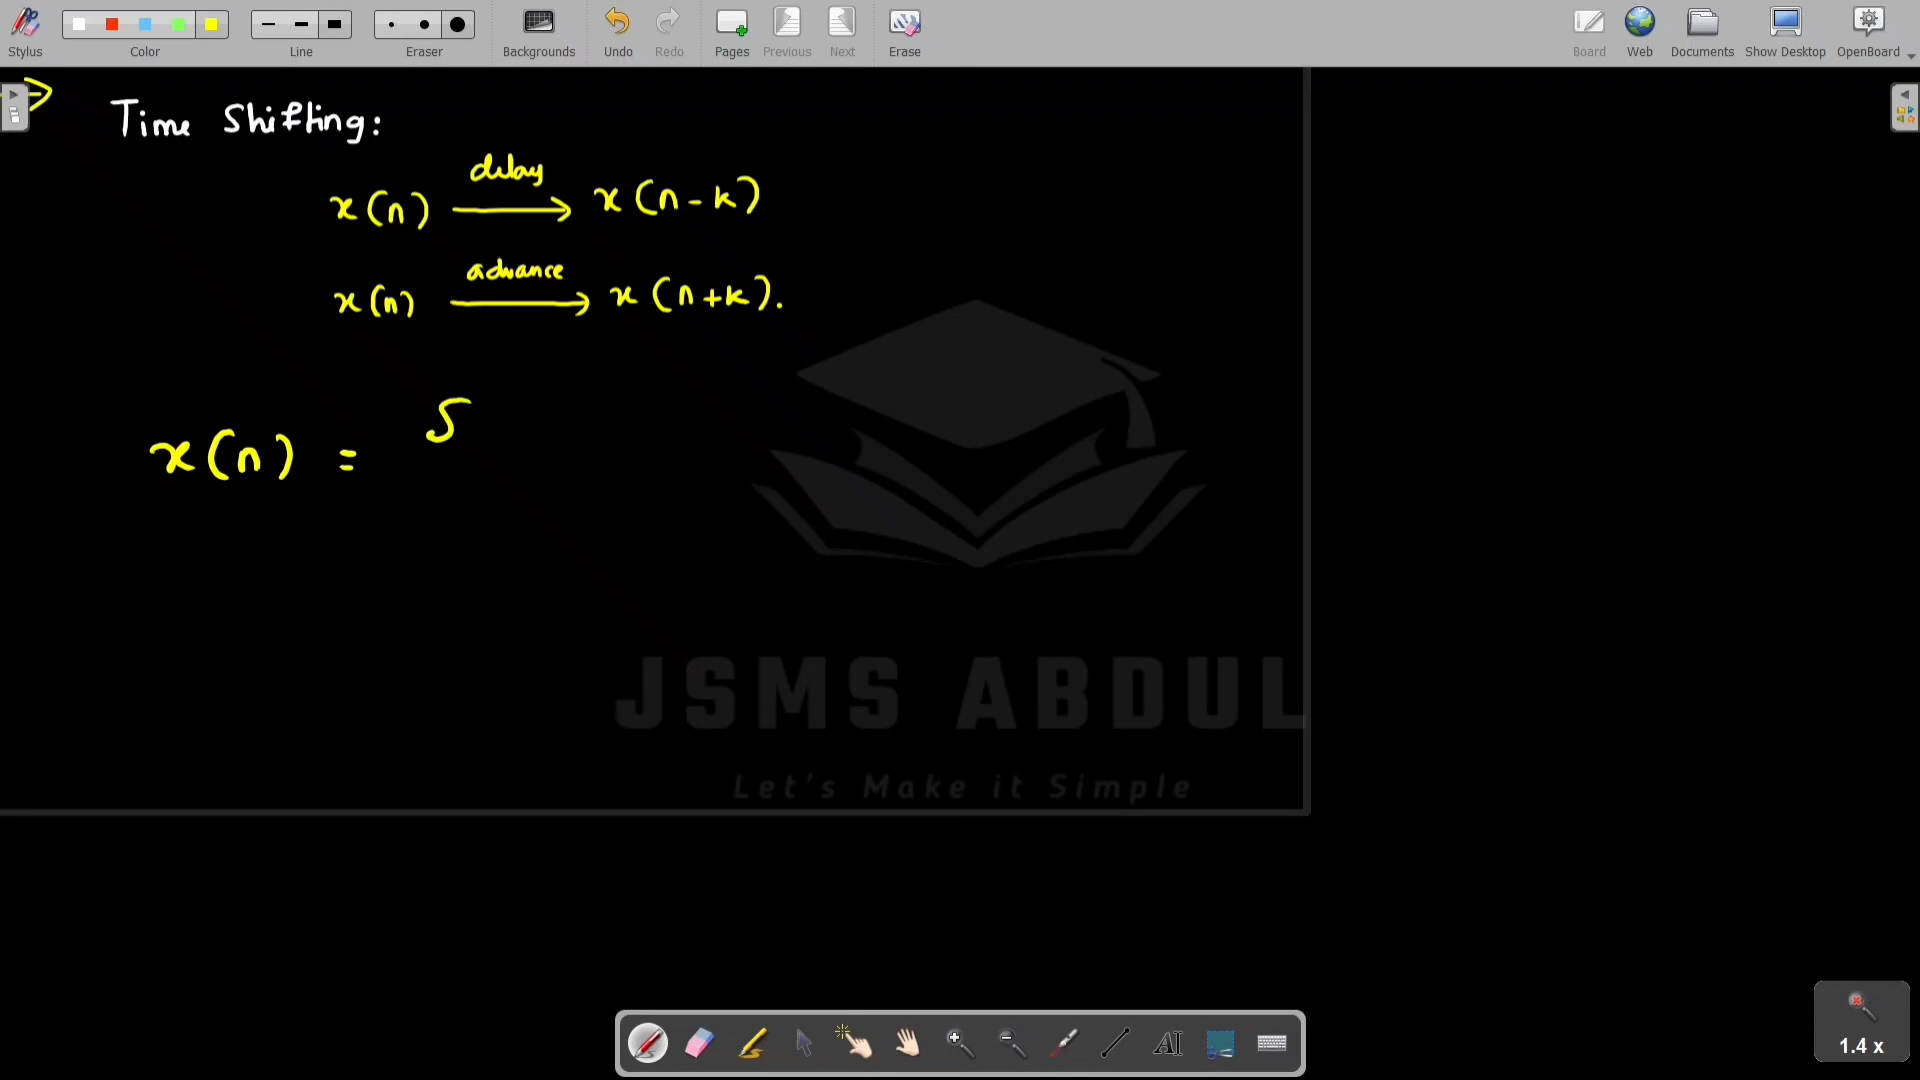 Stylus Color Line Eraser Backgrounds Undo Redo Pages Previous Next Erase Board Web Documents Show Desktop OpenBoard
Time Shifting:
delay
x(n) → x(n-k)
advance
x(n) → x(n+k).
x(n) =
JSMS ABDUL
Let's Make it Simple
AI
1.4 x